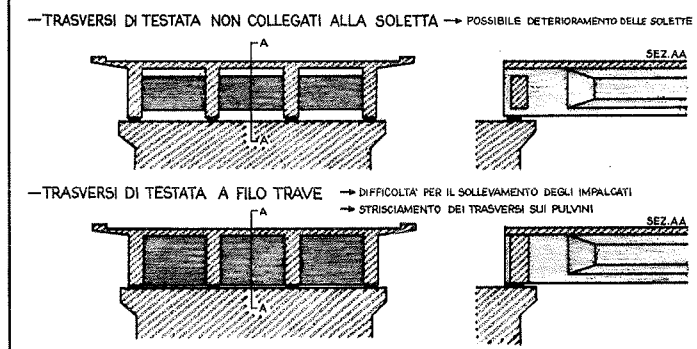 —TRASVERSI DI TESTATA NON COLLEGATI ALLA SOLETTA → POSSIBILE DETERIORAMENTO DELLE SOLETTE
A
SEZ.AA
A
—TRASVERSI DI TESTATA A FILO TRAVE → DIFFICOLTA' PER IL SOLLEVAMENTO DEGLI IMPALCATI
→ STRISCIAMENTO DEI TRASVERSI SUI PULVINI
A
SEZ.AA
A